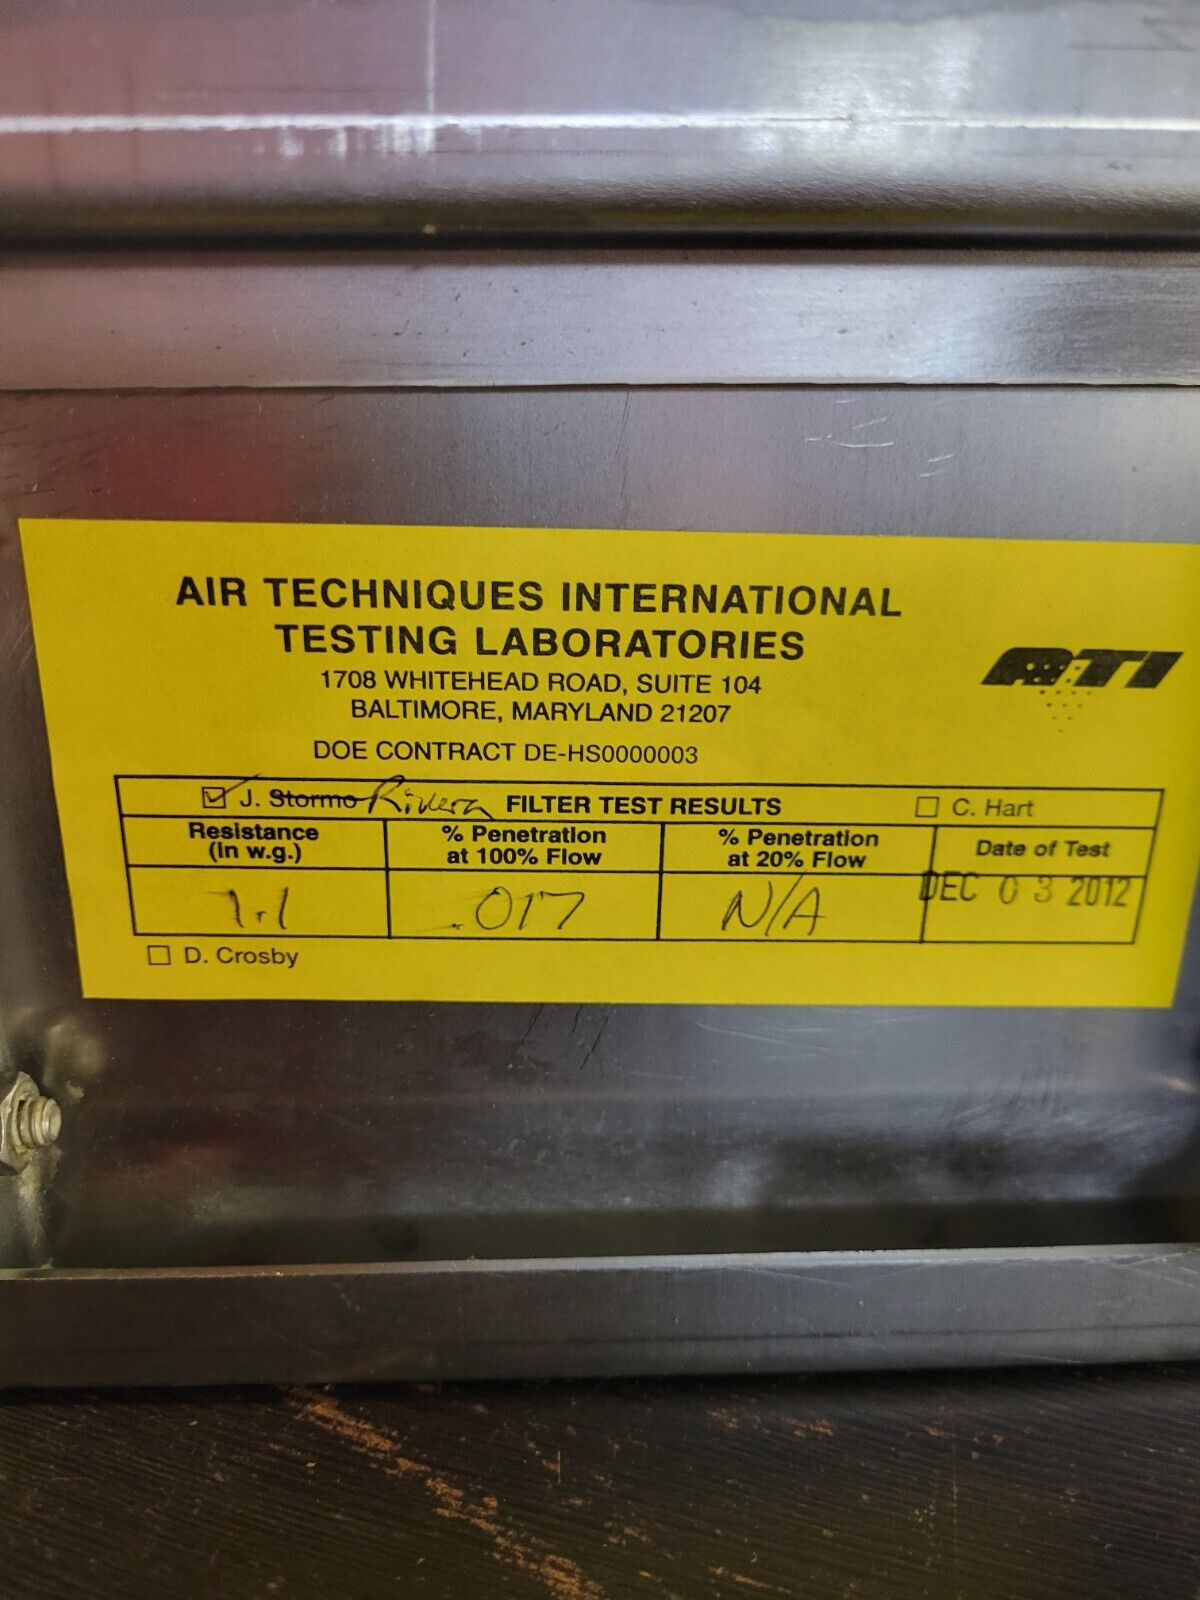 AIR TECHNIQUES INTERNATIONAL
TESTING LABORATORIES
1708 WHITEHEAD ROAD, SUITE 104
BALTIMORE, MARYLAND 21207
ATI
DOE CONTRACT DE-HS0000003
J. Stormo Rivera FILTER TEST RESULTS C. Hart
Resistance (in w.g.) % Penetration at 100% Flow % Penetration at 20% Flow Date of Test
1.1 .017 N/A DEC 03 2012
D. Crosby